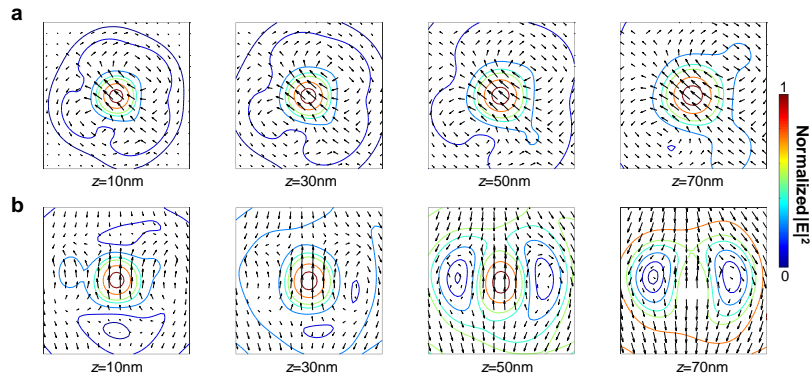 a
z=10nm
z=30nm
z=50nm
z=70nm
b
z=10nm
z=30nm
z=50nm
z=70nm
1
Normalized|E|²
0